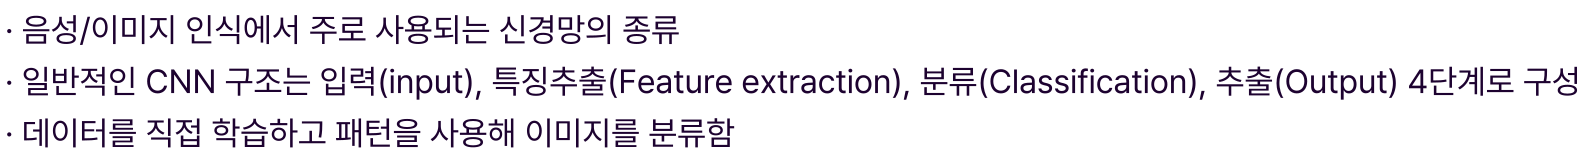 · 음성/이미지 인식에서 주로 사용되는 신경망의 종류
· 일반적인 CNN 구조는 입력(input), 특징추출(Feature extraction), 분류(Classification), 추출(Output) 4단계로 구성
· 데이터를 직접 학습하고 패턴을 사용해 이미지를 분류함